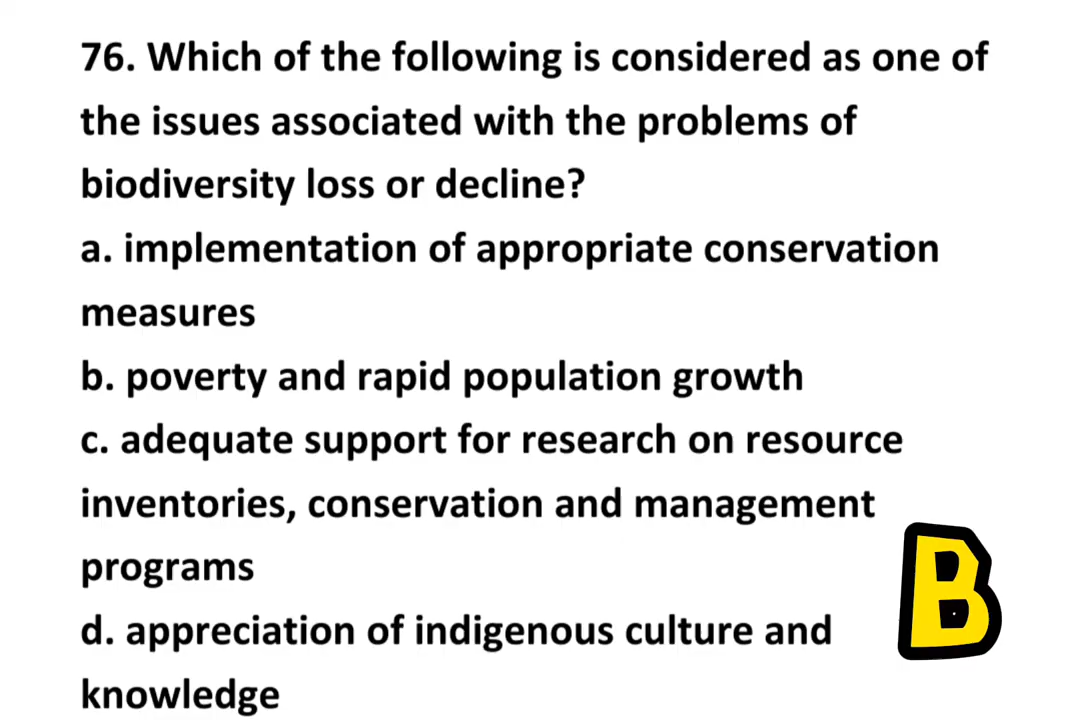 76. Which of the following is considered as one of
the issues associated with the problems of
biodiversity loss or decline?
a. implementation of appropriate conservation
measures
b. poverty and rapid population growth
c. adequate support for research on resource
inventories, conservation and management
programs
d. appreciation of indigenous culture and
knowledge
B